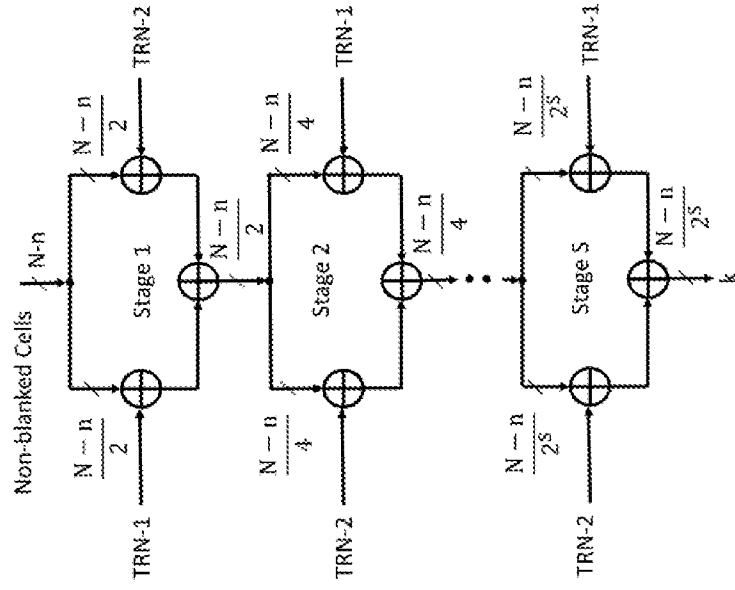 Non-blanked Cells
N-n
N − n
2
N − n
2
TRN-1
Stage 1
TRN-2
N − n
2
N − n
4
N − n
4
TRN-2
Stage 2
TRN-1
N − n
4
N − n
2ˢ
N − n
2ˢ
TRN-2
Stage S
TRN-1
N − n
2ˢ
k